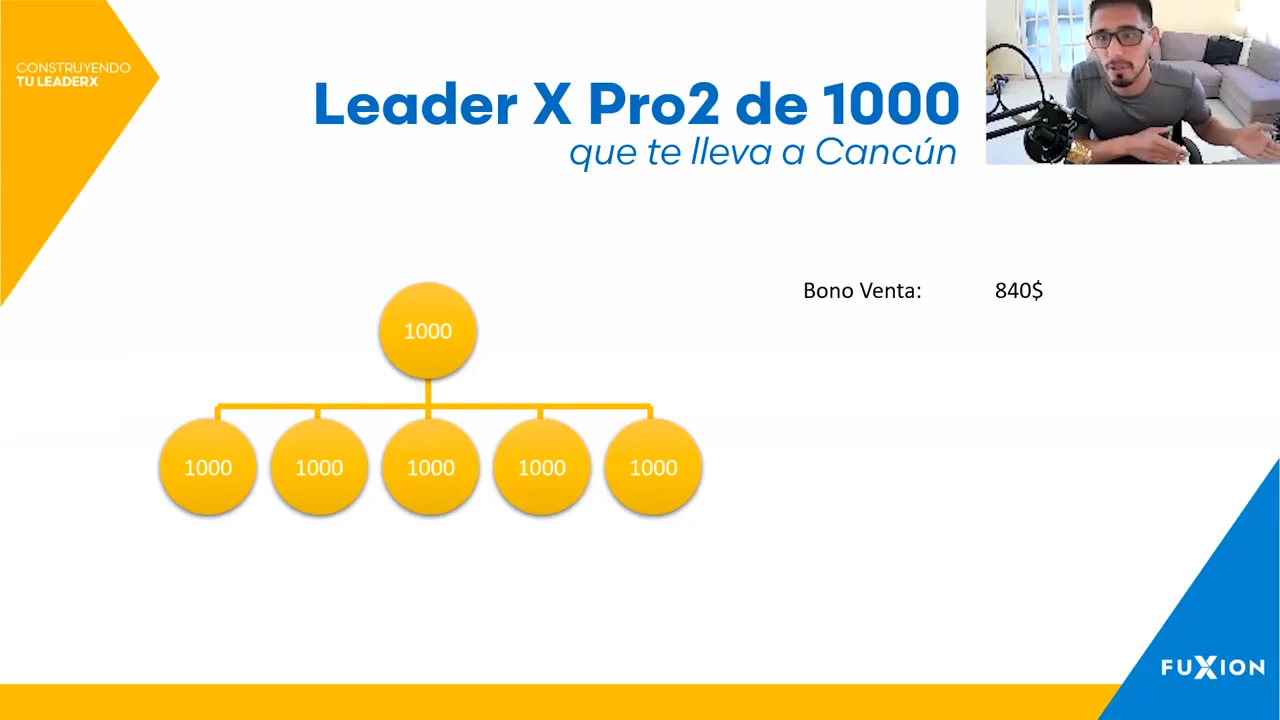 CONSTRUYENDO
TU LEADERX
Leader X Pro2 de 1000
que te lleva a Cancún
Bono Venta: 840$
1000
1000 1000 1000 1000 1000
FUXION